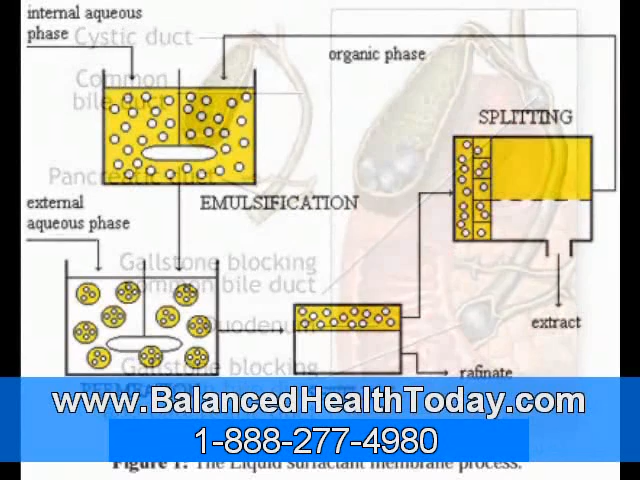 internal aqueous
phase
Cystic duct
organic phase
Common
bile duct
SPLITTING
Pancreatic duct
external
aqueous phase
EMULSIFICATION
Gallstone blocking
common bile duct
Duodenum
extract
Gallstone blocking
rafinate
PERMEATION
www.BalancedHealthToday.com
1-888-277-4980
Figure 1. The Liquid surfactant membrane process.